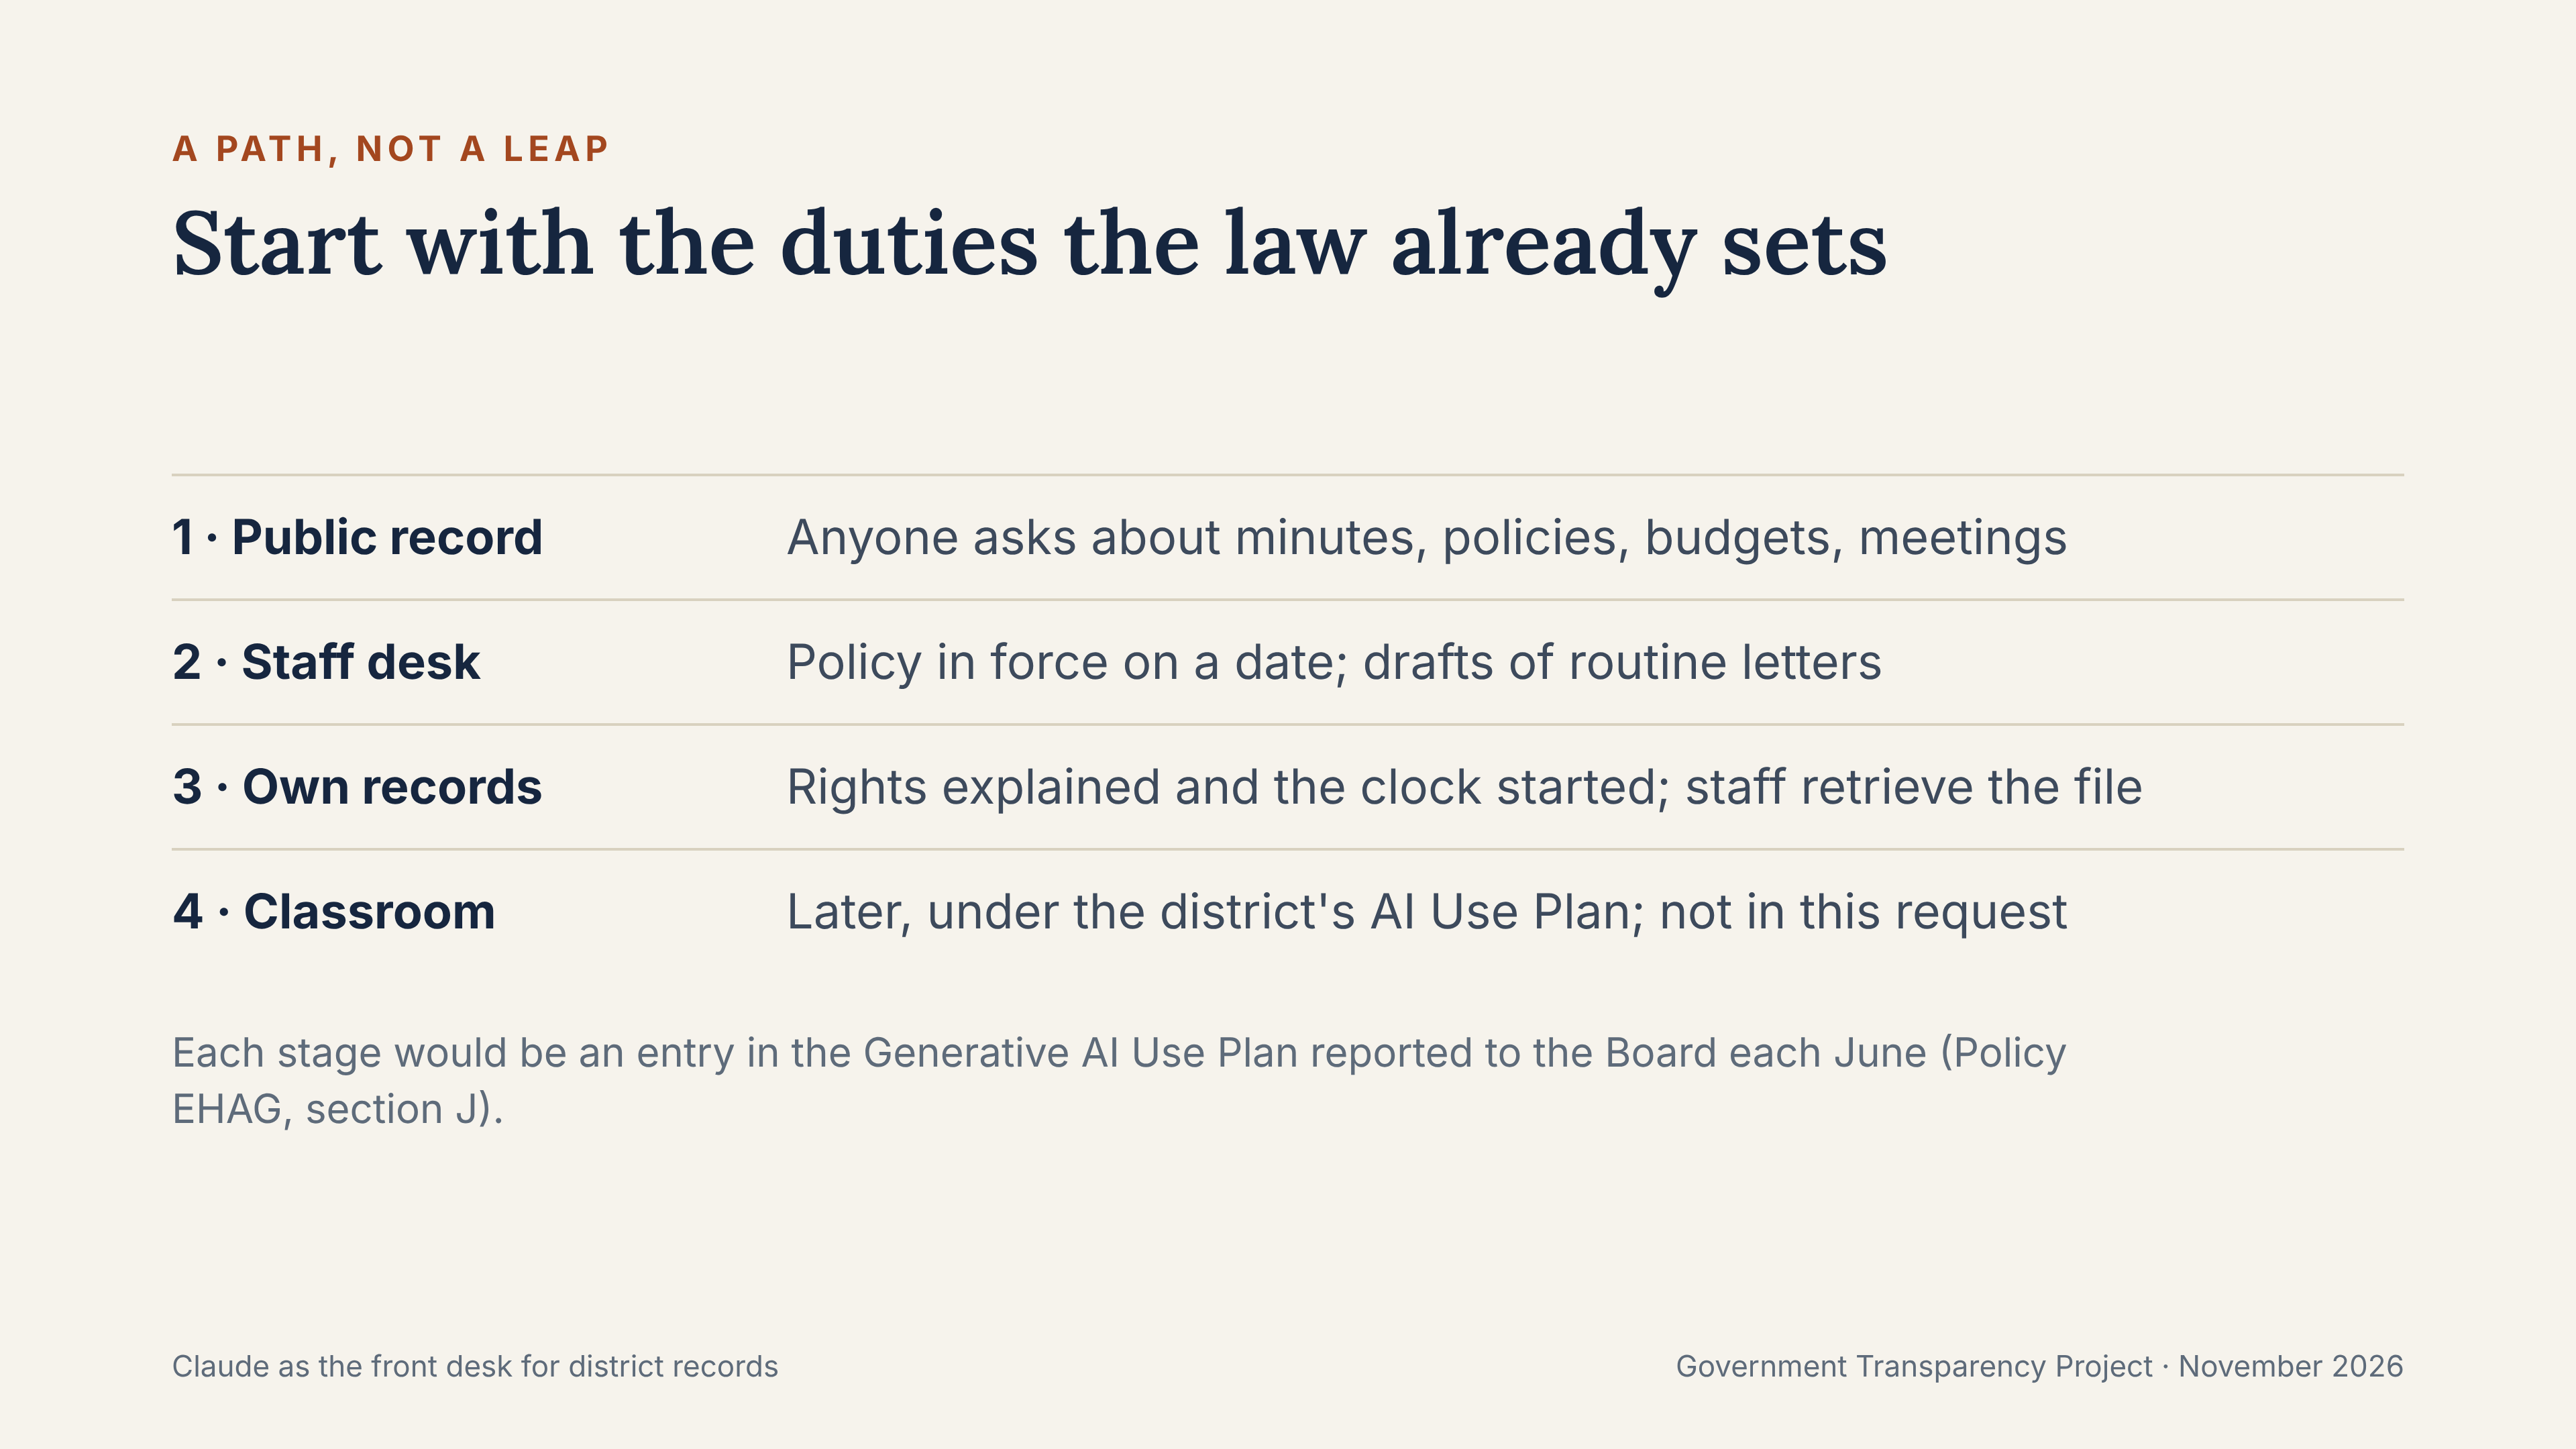 A PATH, NOT A LEAP
Start with the duties the law already sets
1 · Public record
Anyone asks about minutes, policies, budgets, meetings
2 · Staff desk
Policy in force on a date; drafts of routine letters
3 · Own records
Rights explained and the clock started; staff retrieve the file
4 · Classroom
Later, under the district's AI Use Plan; not in this request
Each stage would be an entry in the Generative AI Use Plan reported to the Board each June (Policy
EHAG, section J).
Claude as the front desk for district records
Government Transparency Project · November 2026